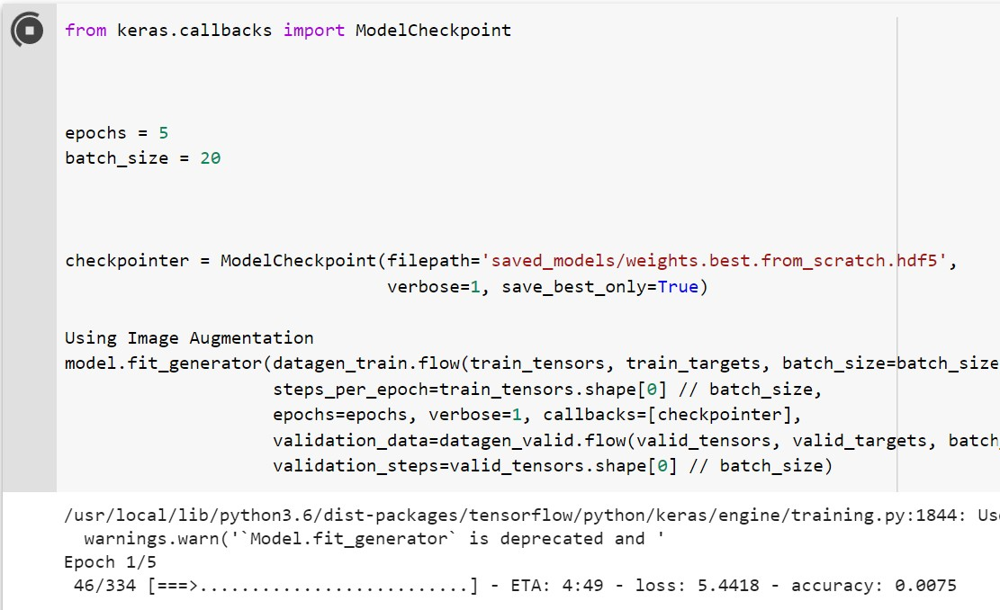 from keras.callbacks import ModelCheckpoint
epochs = 5
batch_size = 20
checkpointer = ModelCheckpoint(filepath='saved_models/weights.best.from_scratch.hdf5',
verbose=1, save_best_only=True)
Using Image Augmentation
model.fit_generator(datagen_train.flow(train_tensors, train_targets, batch_size=batch_size
steps_per_epoch=train_tensors.shape[0] // batch_size,
epochs=epochs, verbose=1, callbacks=[checkpointer],
validation_data=datagen_valid.flow(valid_tensors, valid_targets, batch_
validation_steps=valid_tensors.shape[0] // batch_size)
/usr/local/lib/python3.6/dist-packages/tensorflow/python/keras/engine/training.py:1844: Use
warnings.warn('`Model.fit_generator` is deprecated and '
Epoch 1/5
46/334 [===>..........................] - ETA: 4:49 - loss: 5.4418 - accuracy: 0.0075